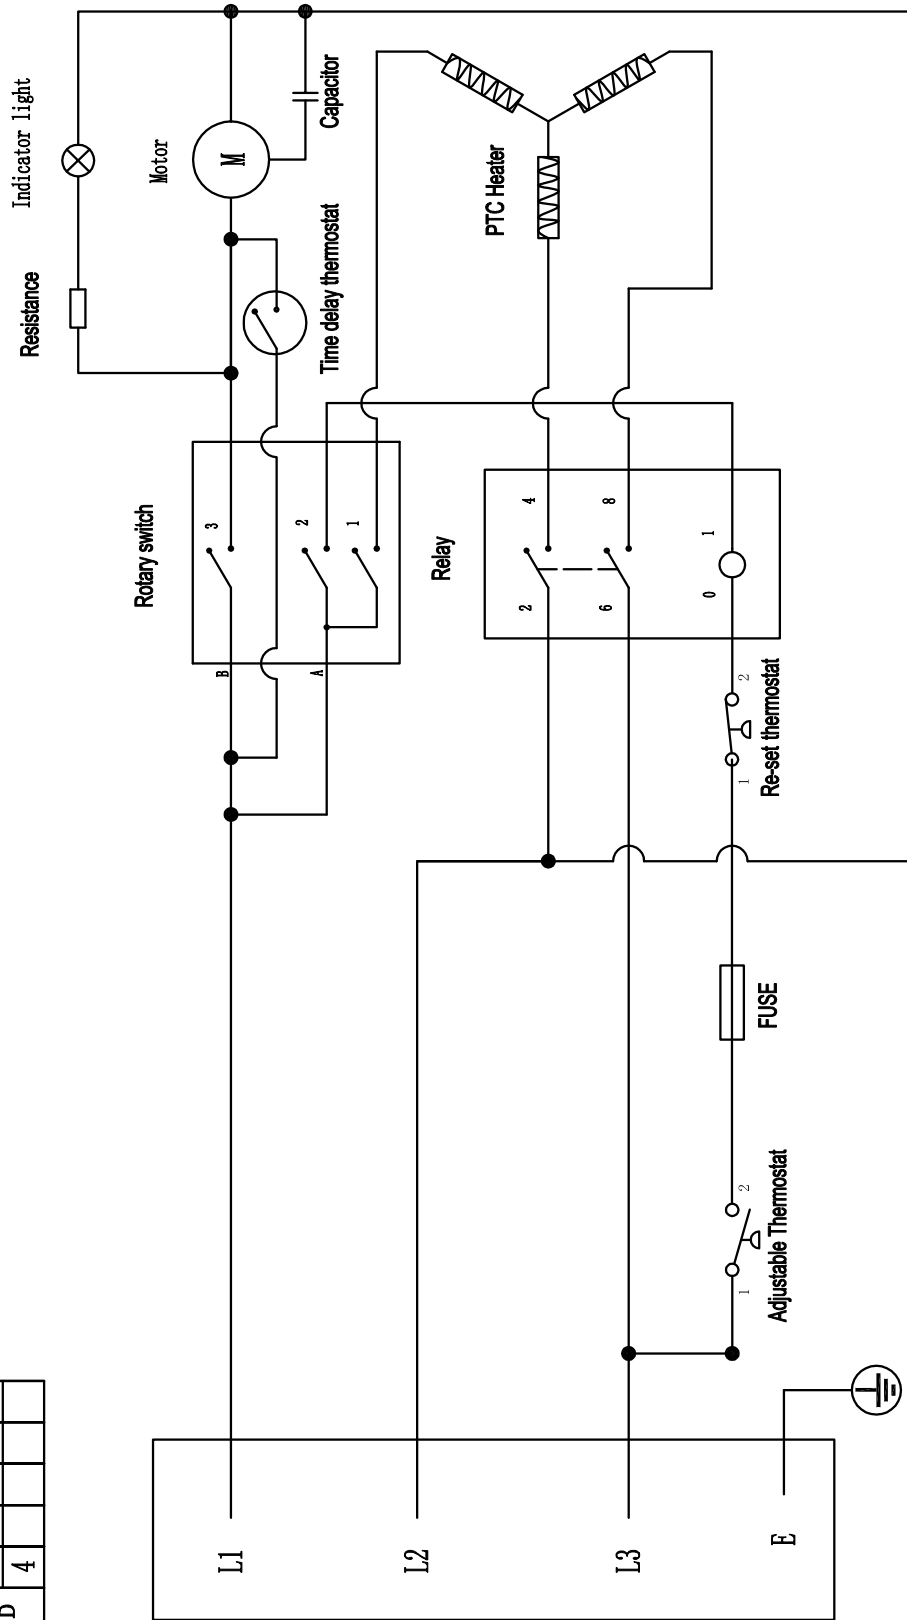 Indicator light
Resistance
Motor
M
Capacitor
Time delay thermostat
PTC Heater
Rotary switch
3
2
1
B
A
Relay
4
8
1
2
6
0
Re-set thermostat
2
1
FUSE
Adjustable Thermostat
2
1
L1
L2
L3
E
4
D